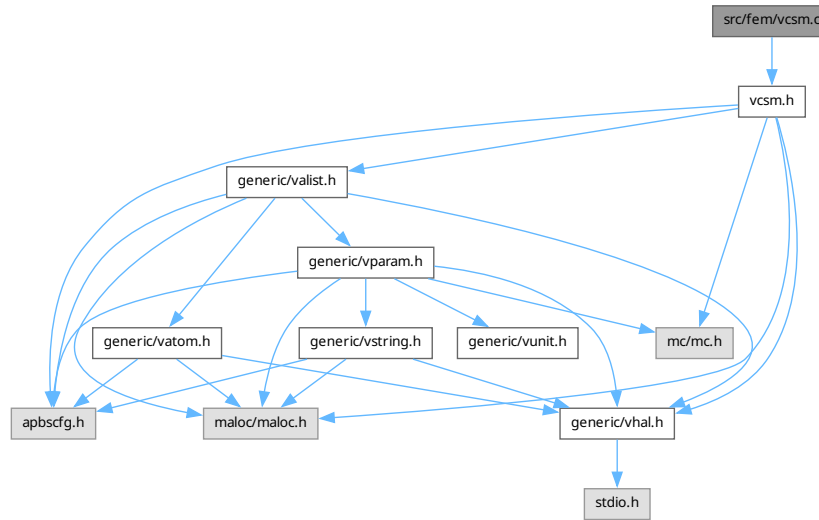 src/fem/vcsm.c
vcsm.h
generic/valist.h
generic/vparam.h
generic/vatom.h
generic/vstring.h
generic/vunit.h
mc/mc.h
apbscfg.h
maloc/maloc.h
generic/vhal.h
stdio.h